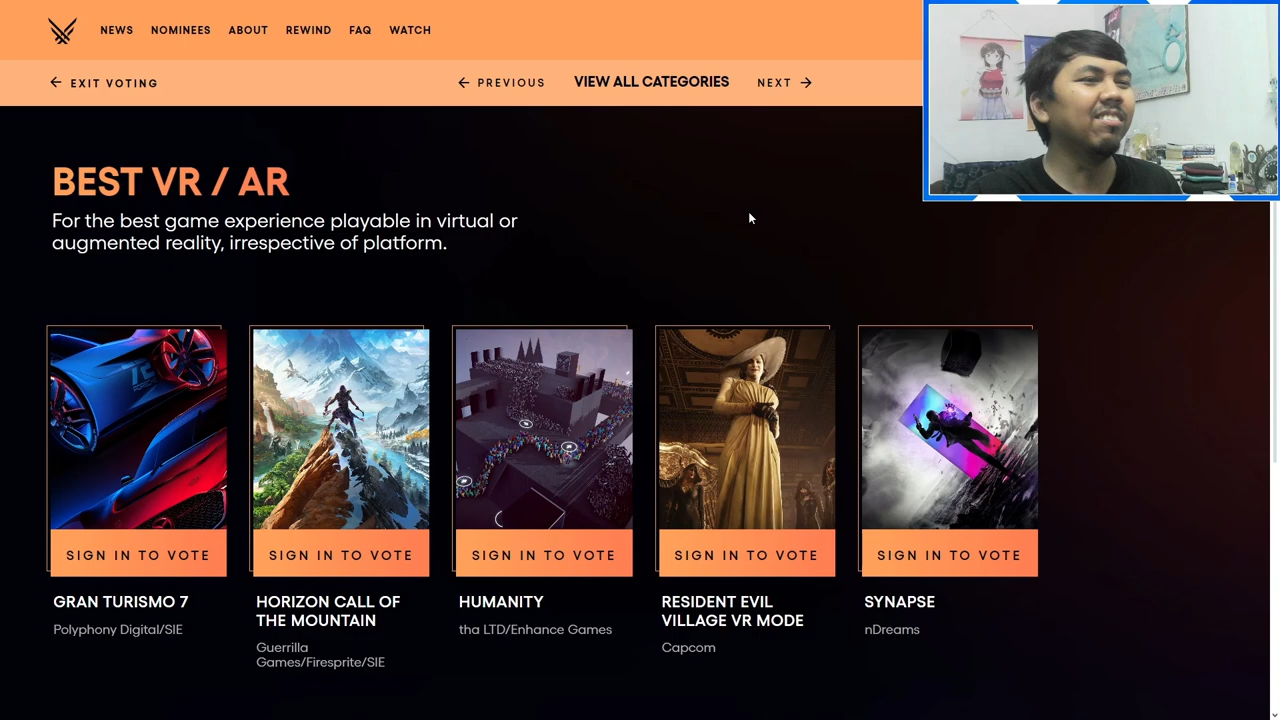 NEWS NOMINEES ABOUT REWIND FAQ WATCH
EXIT VOTING
PREVIOUS VIEW ALL CATEGORIES NEXT
BEST VR / AR
For the best game experience playable in virtual or
augmented reality, irrespective of platform.
SIGN IN TO VOTE
GRAN TURISMO 7
Polyphony Digital/SIE
SIGN IN TO VOTE
HORIZON CALL OF
THE MOUNTAIN
Guerrilla
Games/Firesprite/SIE
SIGN IN TO VOTE
HUMANITY
tha LTD/Enhance Games
SIGN IN TO VOTE
RESIDENT EVIL
VILLAGE VR MODE
Capcom
SIGN IN TO VOTE
SYNAPSE
nDreams